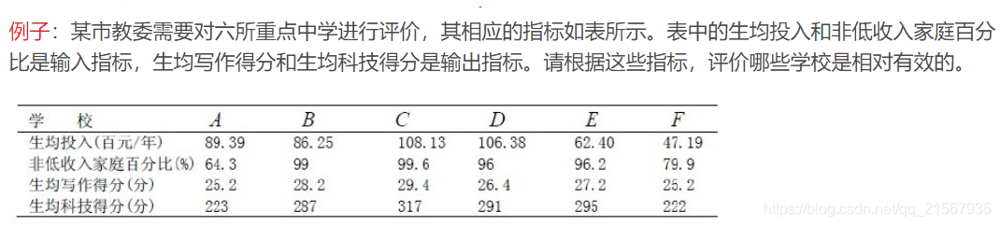 例子：某市教委需要对六所重点中学进行评价，其相应的指标如表所示。表中的生均投入和非低收入家庭百分
比是输入指标，生均写作得分和生均科技得分是输出指标。请根据这些指标，评价哪些学校是相对有效的。
学 校 A B C D E F
生均投入(百元/年) 89.39 86.25 108.13 106.38 62.40 47.19
非低收入家庭百分比(%) 64.3 99 99.6 96 96.2 79.9
生均写作得分(分) 25.2 28.2 29.4 26.4 27.2 25.2
生均科技得分(分) 223 287 317 291 295 222
https://blog.csdn.net/qq_21567935